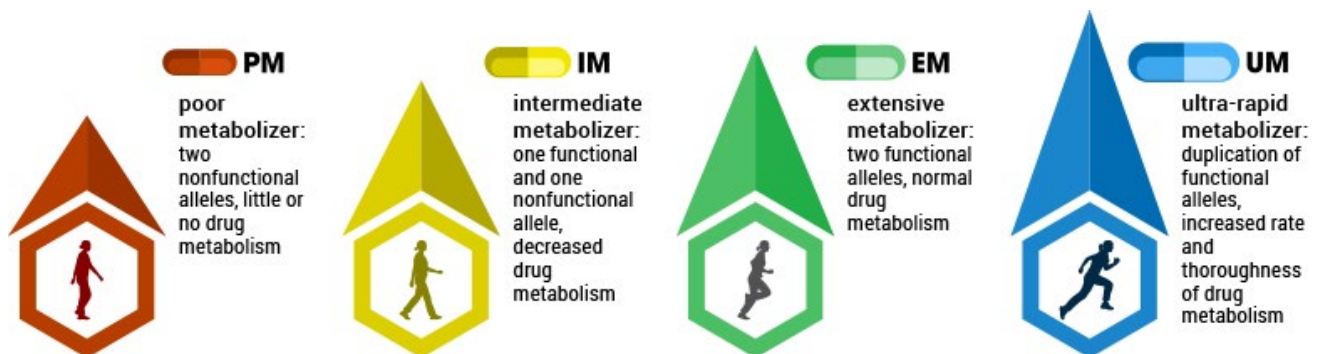 PM
poor
metabolizer:
two
nonfunctional
alleles, little or
no drug
metabolism
IM
intermediate
metabolizer:
one functional
and one
nonfunctional
allele,
decreased
drug
metabolism
EM
extensive
metabolizer:
two functional
alleles, normal
drug
metabolism
UM
ultra-rapid
metabolizer:
duplication of
functional
alleles,
increased rate
and
thoroughness
of drug
metabolism